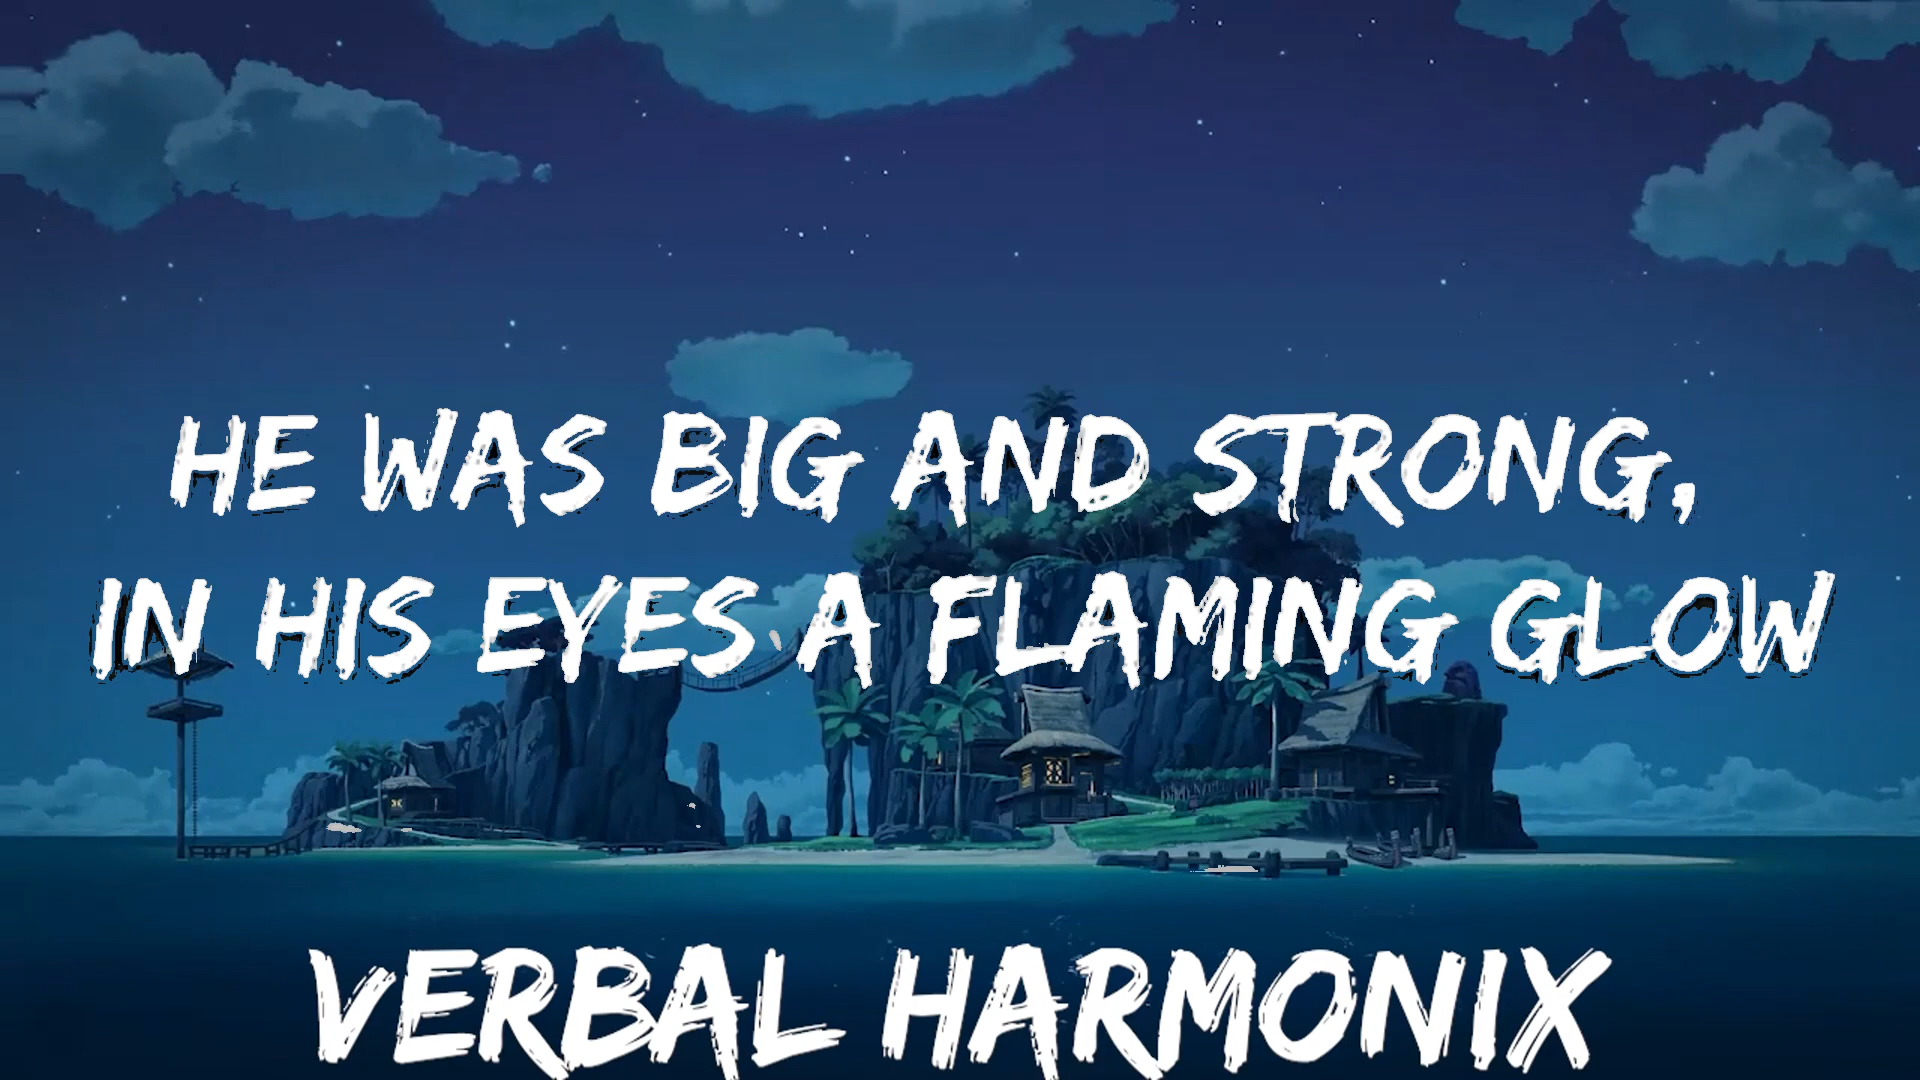 HE WAS BIG AND STRONG,
IN HIS EYES A FLAMING GLOW
VERBAL HARMONIX